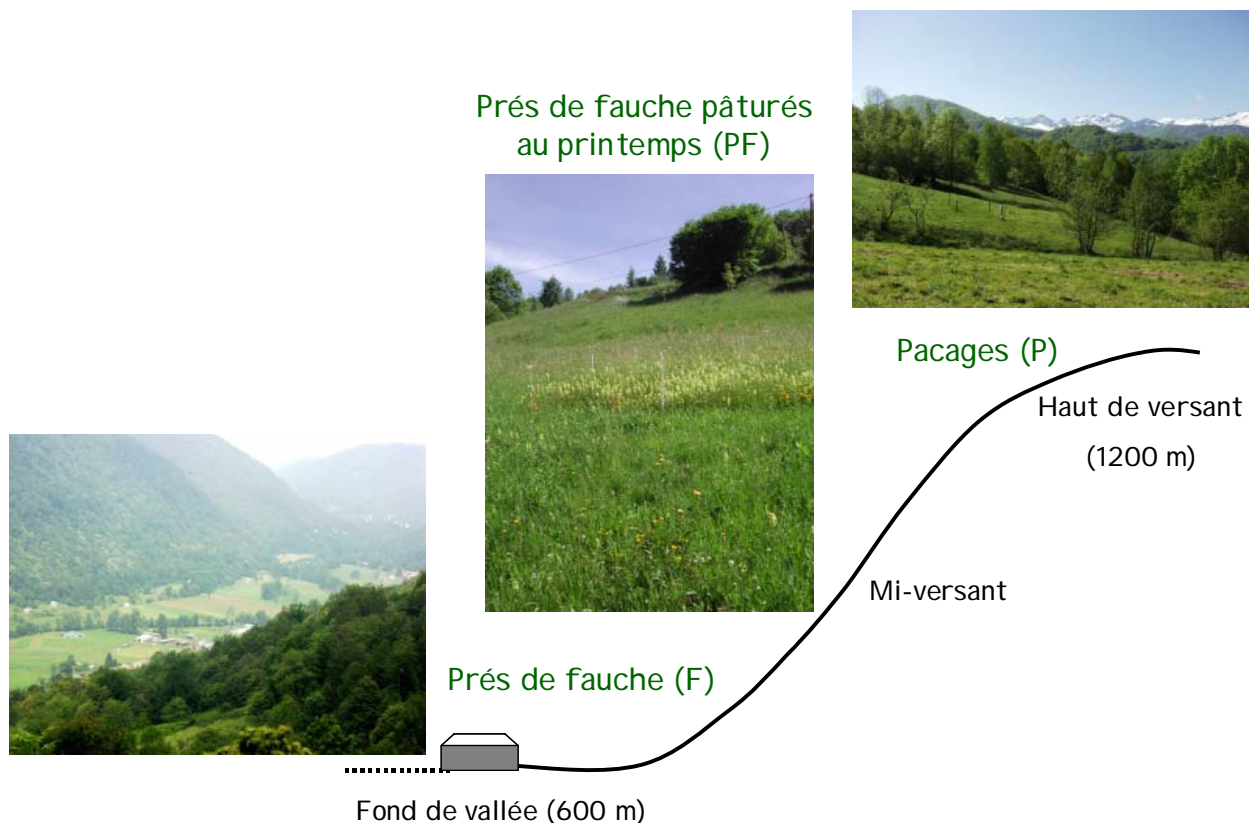 Prés de fauche pâturés
au printemps (PF)
Pacages (P)
Haut de versant
(1200 m)
Mi-versant
Prés de fauche (F)
Fond de vallée (600 m)